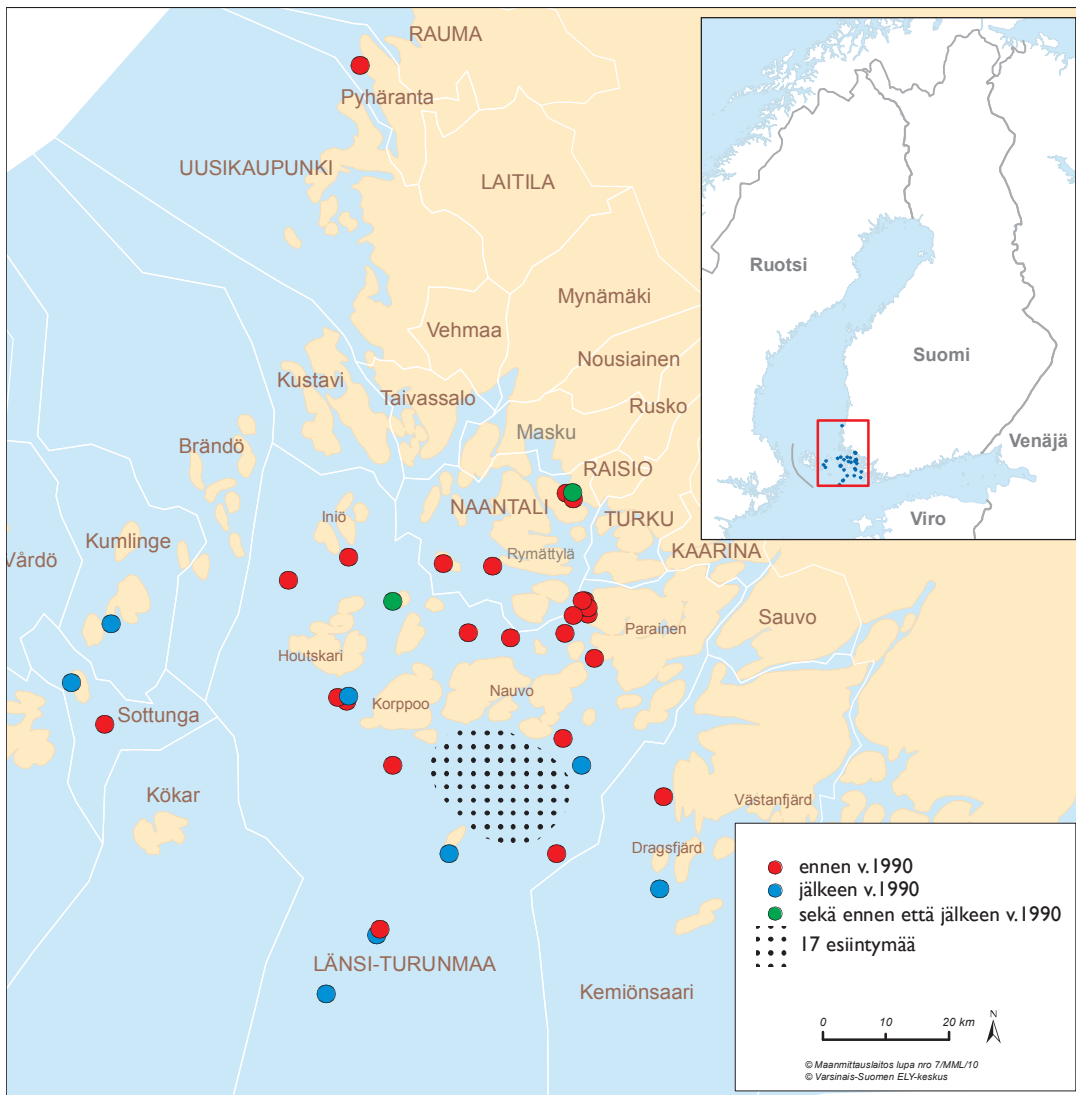 RAUMA
Pyhäranta
UUSIKAUPUNKI
LAITILA
Mynämäki
Vehmaa
Nousiainen
Kustavi
Taivassalo
Rusko
Brändö
Masku
RAISIO
NAANTALI
TURKU
Iniö
Kumlinge
Vårdö
Rymättylä
KAARINA
Sauvo
Parainen
Houtskari
Nauvo
Korppoo
Sottunga
Kökar
Västanfjärd
Dragsfjärd
LÄNSI-TURUNMAA
Kemiönsaari
Ruotsi
Suomi
Venäjä
Viro
ennen v.1990
jälkeen v.1990
sekä ennen että jälkeen v.1990
17 esiintymää
0 10 20 km
N
© Maanmittauslaitos lupa nro 7/MML/10
© Varsinais-Suomen ELY-keskus